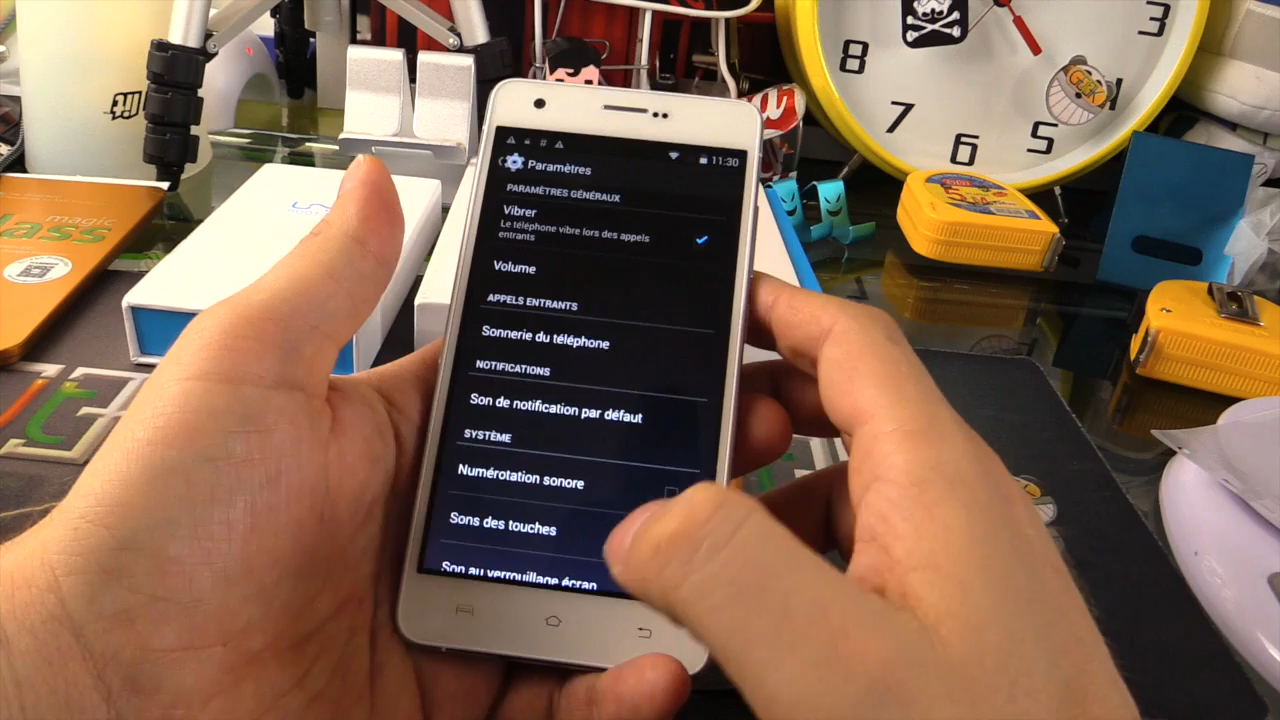 11:30
Paramètres
PARAMÈTRES GÉNÉRAUX
Vibrer
Le téléphone vibre lors des appels
entrants
Volume
APPELS ENTRANTS
Sonnerie du téléphone
NOTIFICATIONS
Son de notification par défaut
SYSTÈME
Numérotation sonore
Sons des touches
Son au verrouillage écran
magic
lass
3
5
6
7
8